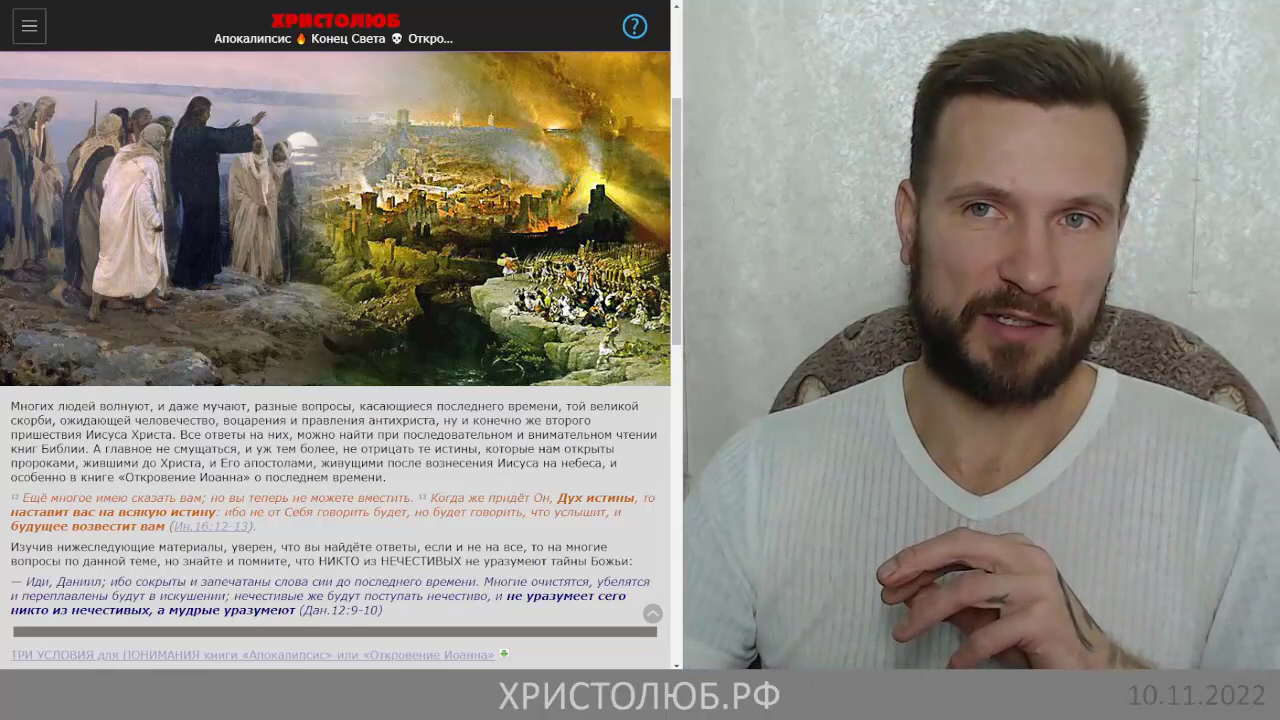 ХРИСТОЛЮБ
Апокалипсис 🔥 Конец Света 💀 Откро...
Многих людей волнуют, и даже мучают, разные вопросы, касающиеся последнего времени, той великой
скорби, ожидающей человечество, воцарения и правления антихриста, ну и конечно же второго
пришествия Иисуса Христа. Все ответы на них, можно найти при последовательном и внимательном чтении
книг Библии. А главное не смущаться, и уж тем более, не отрицать те истины, которые нам открыты
пророками, жившими до Христа, и Его апостолами, живущими после вознесения Иисуса на небеса, и
особенно в книге «Откровение Иоанна» о последнем времени.
¹² Ещё многое имею сказать вам; но вы теперь не можете вместить. ¹³ Когда же придёт Он, Дух истины, то
наставит вас на всякую истину: ибо не от Себя говорить будет, но будет говорить, что услышит, и
будущее возвестит вам (Ин.16:12-13).
Изучив нижеследующие материалы, уверен, что вы найдёте ответы, если и не на все, то на многие
вопросы по данной теме, но знайте и помните, что НИКТО из НЕЧЕСТИВЫХ не уразумеют тайны Божьи:
— Иди, Даниил; ибо сокрыты и запечатаны слова сии до последнего времени. Многие очистятся, убелятся
и переплавлены будут в искушении; нечестивые же будут поступать нечестиво, и не уразумеет сего
никто из нечестивых, а мудрые уразумеют (Дан.12:9-10)
ТРИ УСЛОВИЯ для ПОНИМАНИЯ книги «Апокалипсис» или «Откровение Иоанна»
ХРИСТОЛЮБ.РФ
10.11.2022